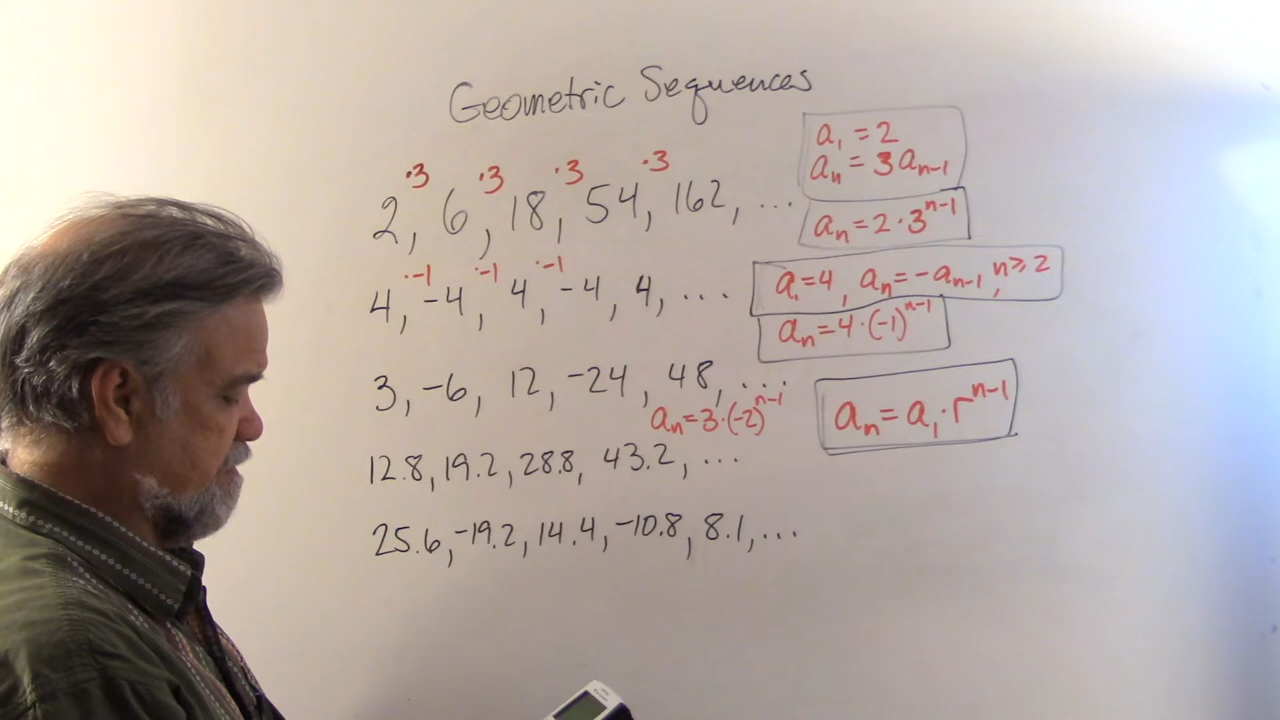 Geometric Sequences
·3 ·3 ·3 ·3
2, 6, 18, 54, 162, ...
a₁ = 2
aₙ = 3aₙ₋₁
aₙ = 2·3ⁿ⁻¹
·-1 ·-1 ·-1
4, -4, 4, -4, 4, ...
a₁=4, aₙ=-aₙ₋₁, n≥2
aₙ=4·(-1)ⁿ⁻¹
3, -6, 12, -24, 48, ...
aₙ=3·(-2)ⁿ⁻¹
aₙ = a₁·rⁿ⁻¹
12.8, 19.2, 28.8, 43.2, ...
25.6, -19.2, 14.4, -10.8, 8.1, ...